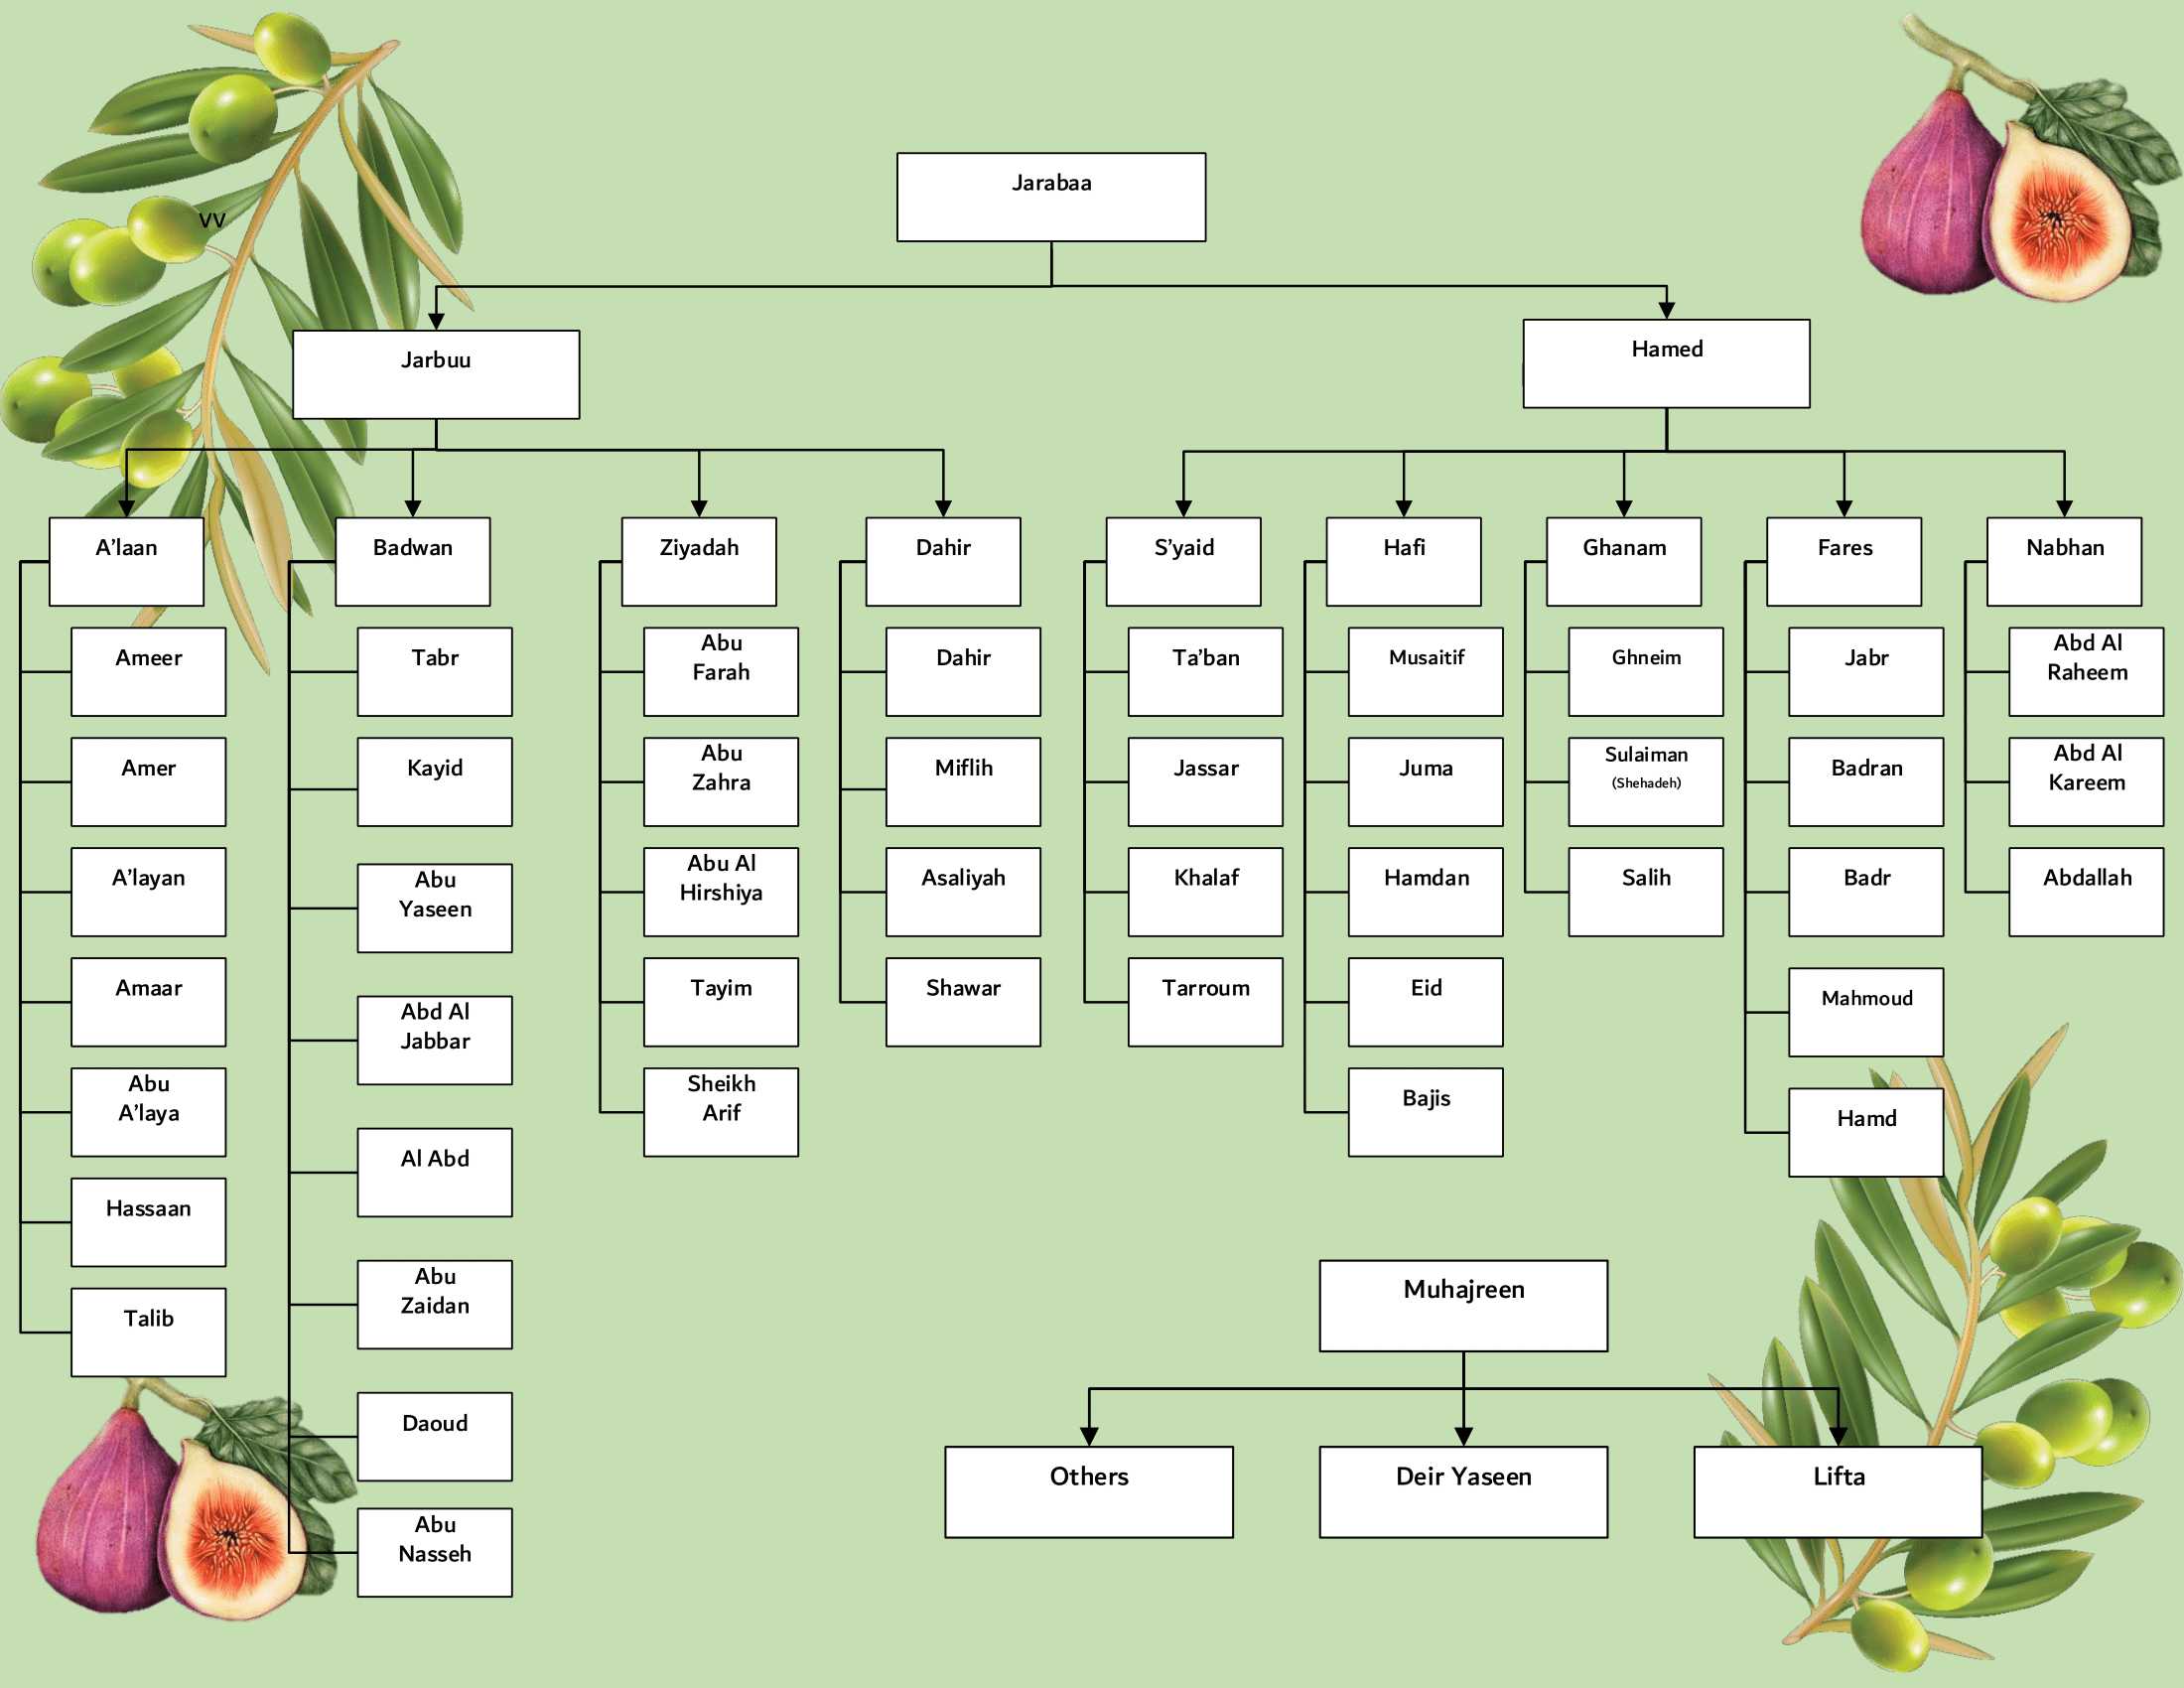 vv
Jarabaa
Jarbuu
Hamed
A’laan
Badwan
Ziyadah
Dahir
S’yaid
Hafi
Ghanam
Fares
Nabhan
Ameer
Amer
A’layan
Amaar
Abu
A’laya
Hassaan
Talib
Tabr
Kayid
Abu
Yaseen
Abd Al
Jabbar
Al Abd
Abu
Zaidan
Daoud
Abu
Nasseh
Abu
Farah
Abu
Zahra
Abu Al
Hirshiya
Tayim
Sheikh
Arif
Dahir
Miflih
Asaliyah
Shawar
Ta’ban
Jassar
Khalaf
Tarroum
Musaitif
Juma
Hamdan
Eid
Bajis
Ghneim
Sulaiman
(Shehadeh)
Salih
Jabr
Badran
Badr
Mahmoud
Hamd
Abd Al
Raheem
Abd Al
Kareem
Abdallah
Muhajreen
Others
Deir Yaseen
Lifta